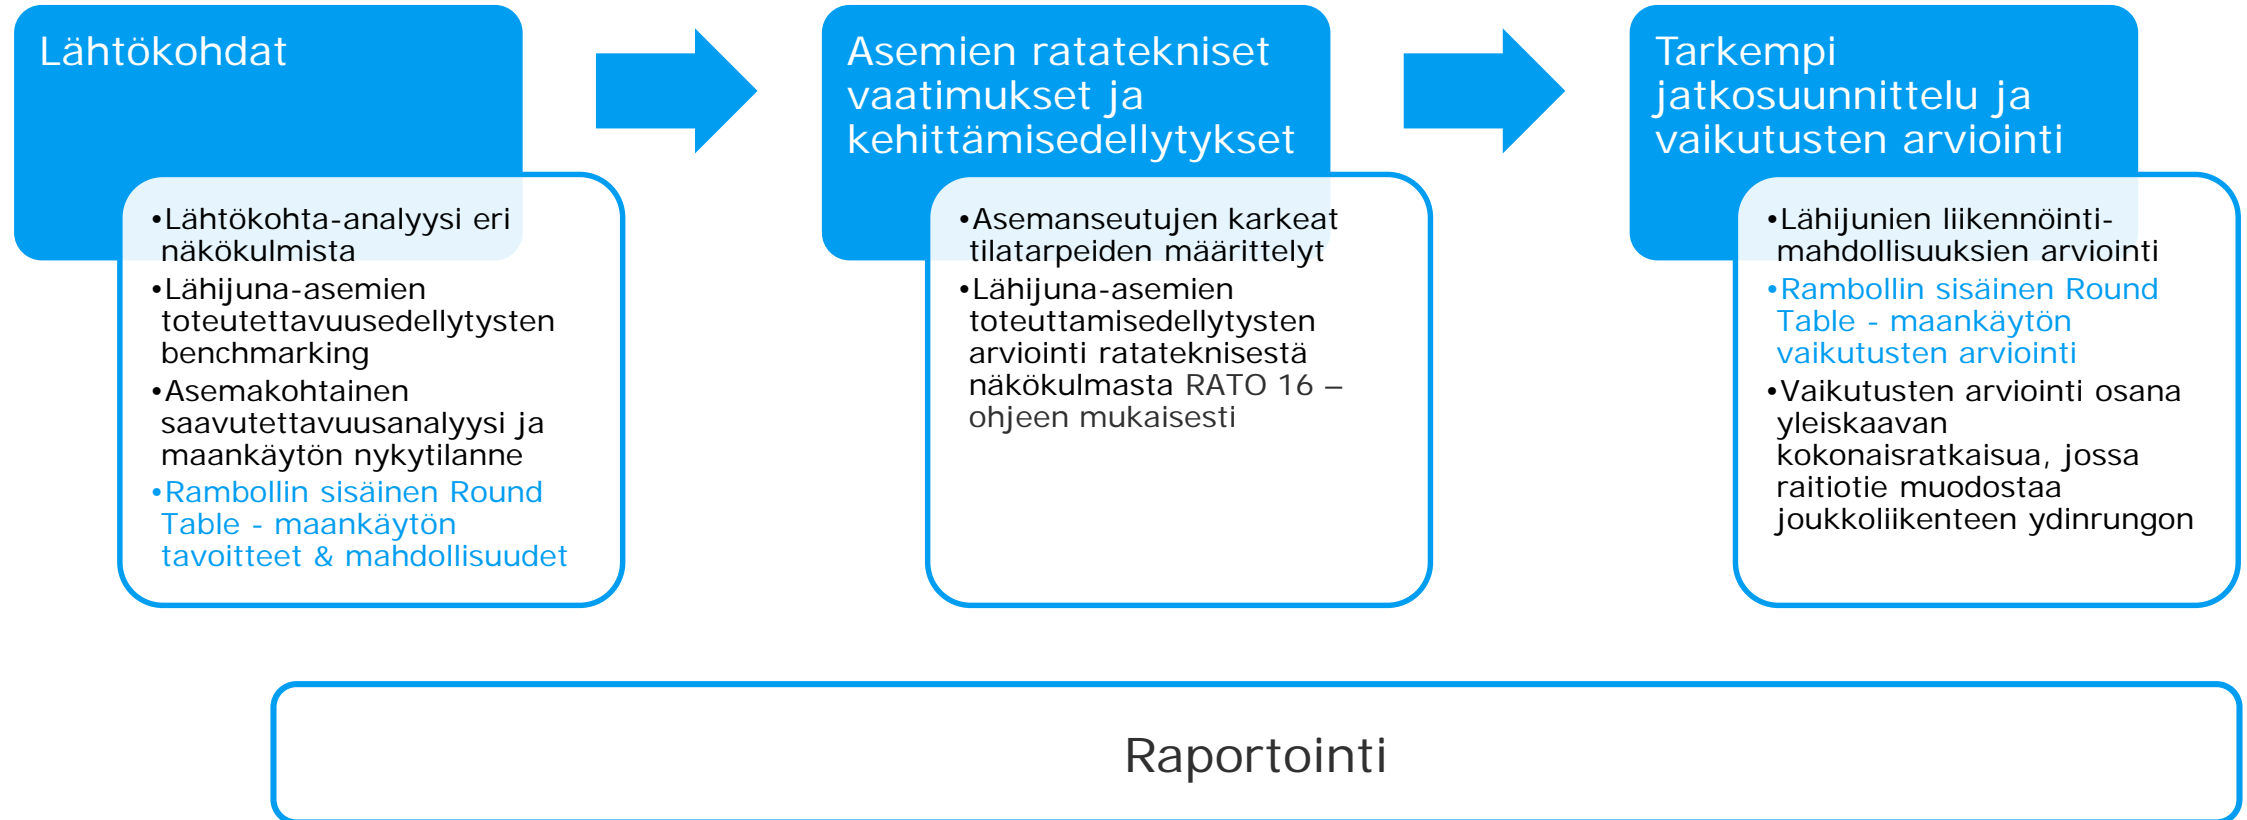 Lähtökohdat
•Lähtökohta-analyysi eri
näkökulmista
•Lähijuna-asemien
toteutettavuusedellytysten
benchmarking
•Asemakohtainen
saavutettavuusanalyysi ja
maankäytön nykytilanne
•Rambollin sisäinen Round
Table - maankäytön
tavoitteet & mahdollisuudet
Asemien ratatekniset
vaatimukset ja
kehittämisedellytykset
•Asemanseutujen karkeat
tilatarpeiden määrittelyt
•Lähijuna-asemien
toteuttamisedellytysten
arviointi ratateknisestä
näkökulmasta RATO 16 –
ohjeen mukaisesti
Tarkempi
jatkosuunnittelu ja
vaikutusten arviointi
•Lähijunien liikennöinti-
mahdollisuuksien arviointi
•Rambollin sisäinen Round
Table - maankäytön
vaikutusten arviointi
•Vaikutusten arviointi osana
yleiskaavan
kokonaisratkaisua, jossa
raitiotie muodostaa
joukkoliikenteen ydinrungon
Raportointi